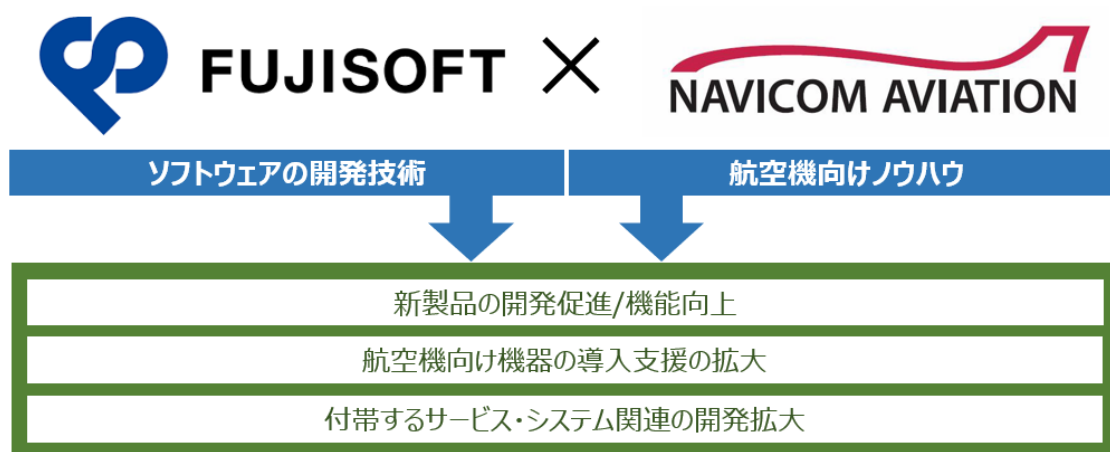 FUJISOFT × NAVICOM AVIATION
ソフトウェアの開発技術
航空機向けノウハウ
新製品の開発促進/機能向上
航空機向け機器の導入支援の拡大
付帯するサービス・システム関連の開発拡大